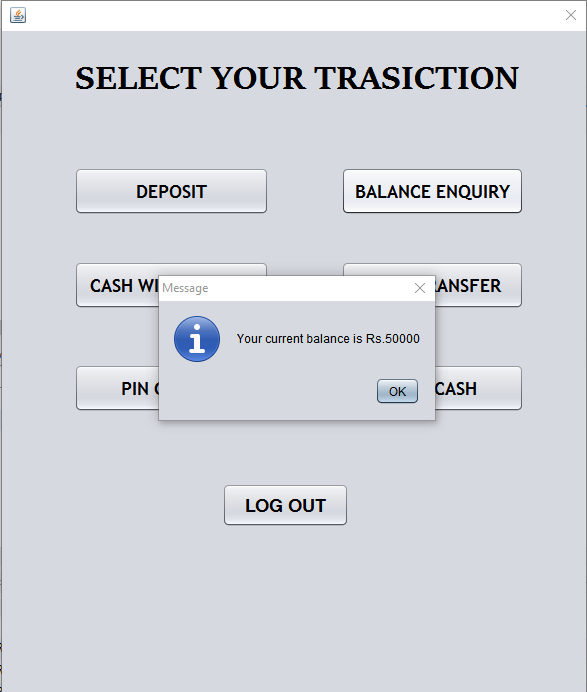 SELECT YOUR TRASICTION
DEPOSIT
BALANCE ENQUIRY
CASH WI
ANSFER
Message
Your current balance is Rs.50000
OK
PIN
CASH
LOG OUT